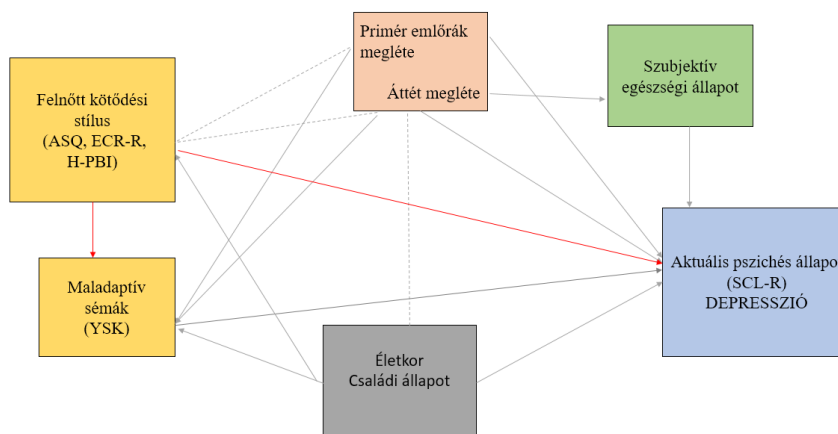 Primér emlőrák
megléte
Áttét megléte
Szubjektív
egészségi állapot
Felnőtt kötődési
stílus
(ASQ, ECR-R,
H-PBI)
Maladaptív
sémák
(YSK)
Aktuális pszichés állapo
(SCL-R)
DEPRESSZIÓ
Életkor
Családi állapot